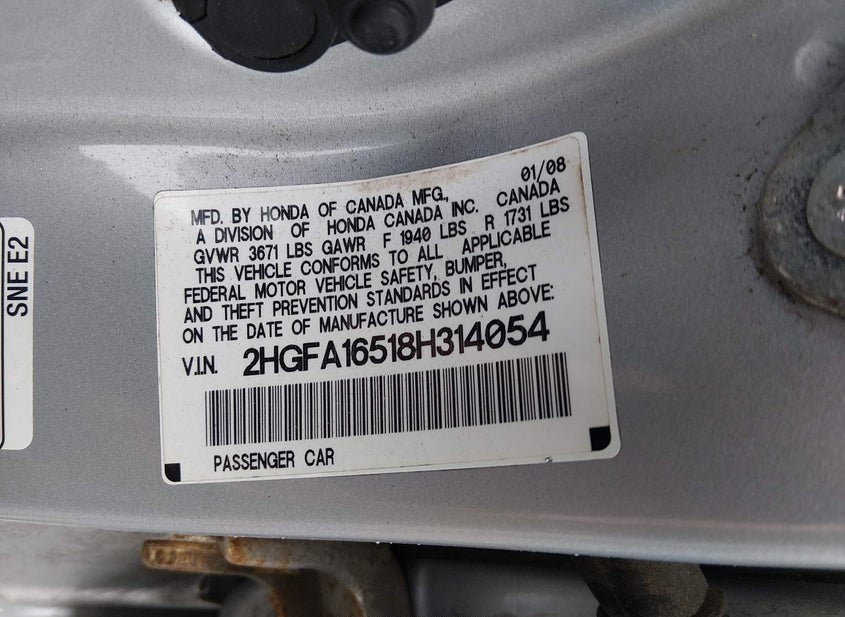 01/08
MFD. BY HONDA OF CANADA MFG.,
A DIVISION OF HONDA CANADA INC. CANADA
GVWR 3671 LBS GAWR F 1940 LBS R 1731 LBS
THIS VEHICLE CONFORMS TO ALL APPLICABLE
FEDERAL MOTOR VEHICLE SAFETY, BUMPER,
AND THEFT PREVENTION STANDARDS IN EFFECT
ON THE DATE OF MANUFACTURE SHOWN ABOVE:
V.I.N. 2HGFA16518H314054
PASSENGER CAR
SNE E2